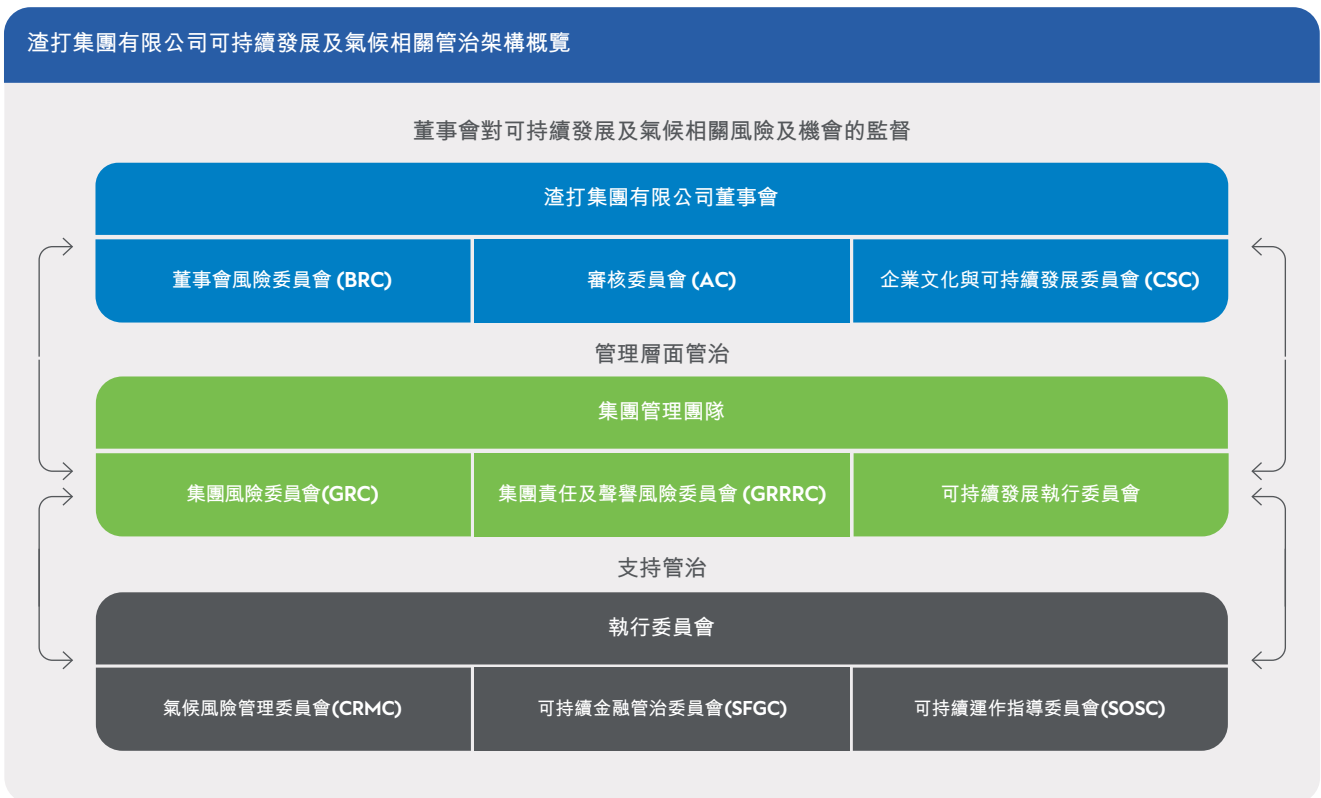 渣打集團有限公司可持續發展及氣候相關管治架構概覽
董事會對可持續發展及氣候相關風險及機會的監督
渣打集團有限公司董事會
董事會風險委員會 (BRC)
審核委員會 (AC)
企業文化與可持續發展委員會 (CSC)
管理層面管治
集團管理團隊
集團風險委員會(GRC)
集團責任及聲譽風險委員會 (GRRRC)
可持續發展執行委員會
支持管治
執行委員會
氣候風險管理委員會(CRMC)
可持續金融管治委員會(SFGC)
可持續運作指導委員會(SOSC)